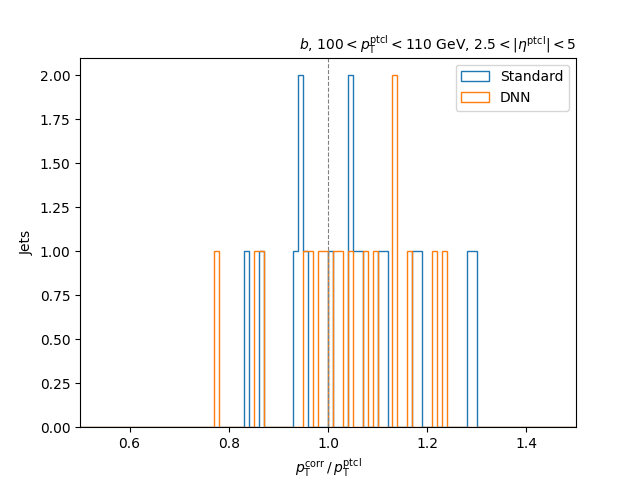 b, 100 < p_T^ptcl < 110 GeV, 2.5 < |η^ptcl| < 5
Standard
DNN
2.00
1.75
1.50
1.25
1.00
0.75
0.50
0.25
0.00
Jets
0.6 0.8 1.0 1.2 1.4
p_T^corr / p_T^ptcl